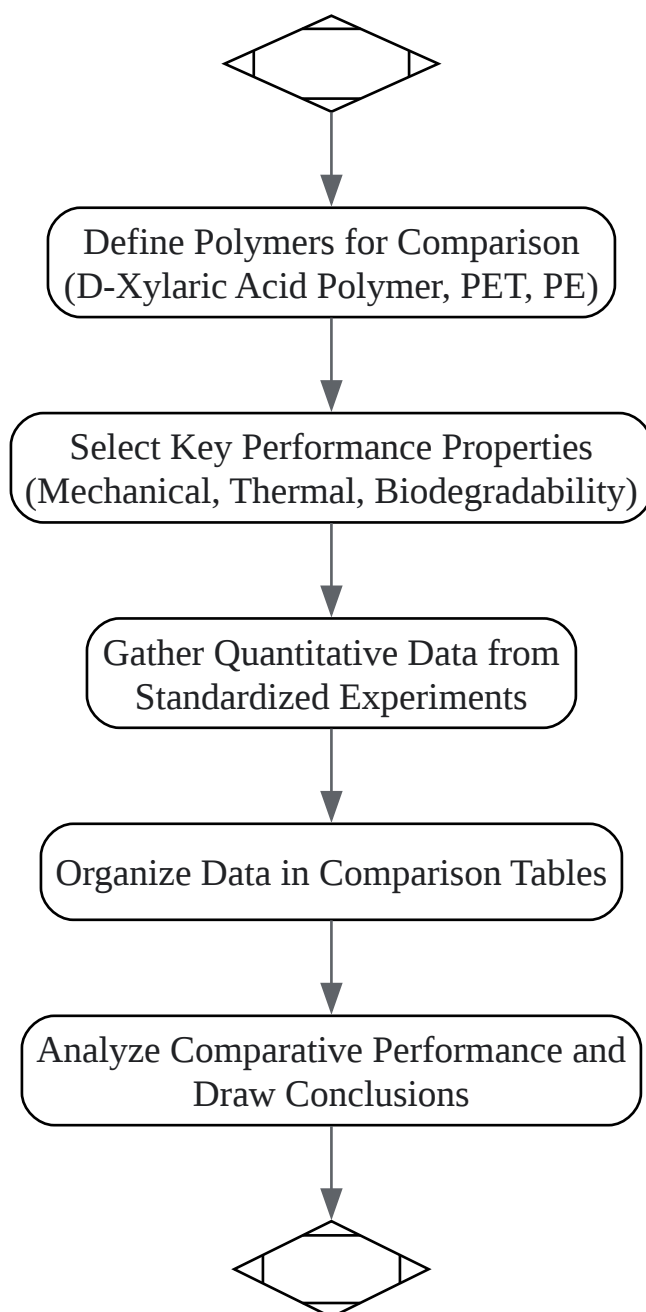 Define Polymers for Comparison
(D-Xylaric Acid Polymer, PET, PE)
Select Key Performance Properties
(Mechanical, Thermal, Biodegradability)
Gather Quantitative Data from
Standardized Experiments
Organize Data in Comparison Tables
Analyze Comparative Performance and
Draw Conclusions